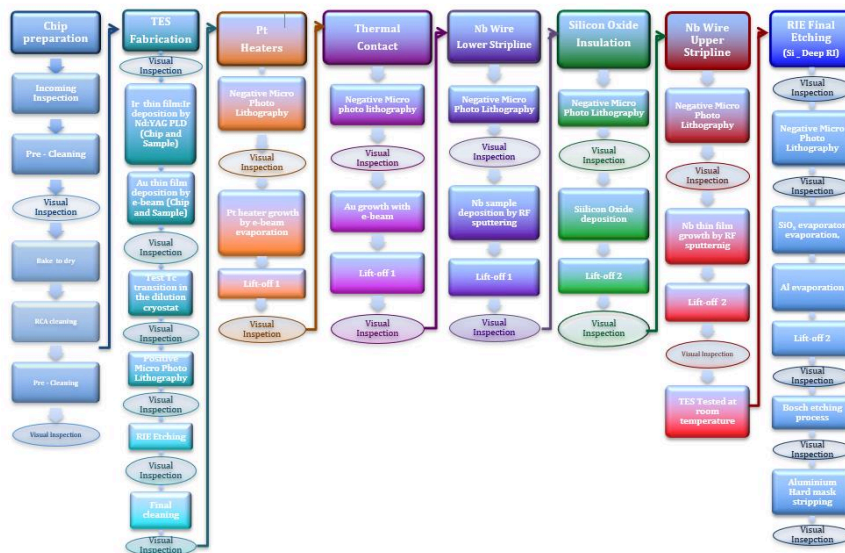 Chip
preparation
Incoming
Inspection
Pre - Cleaning
Visual
Inspection
Bake to dry
RCA cleaning
Pre - Cleaning
Visual Inspection
TES
Fabrication
Visual
Inspection
Ir thin film:Ir
deposition by
Nd:YAG PLD
(Chip and
Sample)
Au thin film
deposition by
e-beam (Chip
and Sample)
Visual
Inspection
Test Tc
transition in
the dilution
cryostat
Visual
Inspection
Positive
Micro Photo
Lithography
Visual
Inspection
RIE Etching
Visual
Inspection
Final
cleaning
Visual
Inspection
Pt
Heaters
Negative Micro
Photo
Lithography
Visual
Inspection
Pt heater growth
by e-beam
evaporation
Lift-off 1
Visual
Inspection
Thermal
Contact
Negative Micro
photo lithography
Visual
Inspection
Au growth with
e-beam
Lift-off 1
Visual
Inspection
Nb Wire
Lower Stripline
Negative Micro
Photo Lithography
Visual
Inspection
Nb sample
deposition by RF
sputtering
Lift-off 1
Visual
Inspection
Silicon Oxide
Insulation
Negative Micro
Photo Lithography
Visual
Inspection
Siilicon Oxide
deposition
Lift-off 2
Visual
Inspection
Nb Wire
Upper
Stripline
Negative Micro
Photo
Lithography
Visual
Inspection
Nb thin film
growth by RF
sputternig
Lift-off 2
Visual Inspection
TES Tested at
room
temperature
RIE Final
Etching
(Si_Deep RI)
Visual
Inspection
Negative Micro
Photo
Lithography
Visual
Inspection
SiO₂ evaporator
evaporation.
Al evaporation
Lift-off 2
Visual
Inspection
Bosch etching
process
Visual
Inspection
Aluminium
Hard mask
stripping
Visual
Inspection